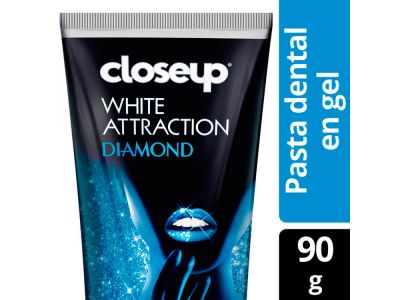 closeup®
WHITE
ATTRACTION
DIAMOND
Pasta dental
en gel
90
g